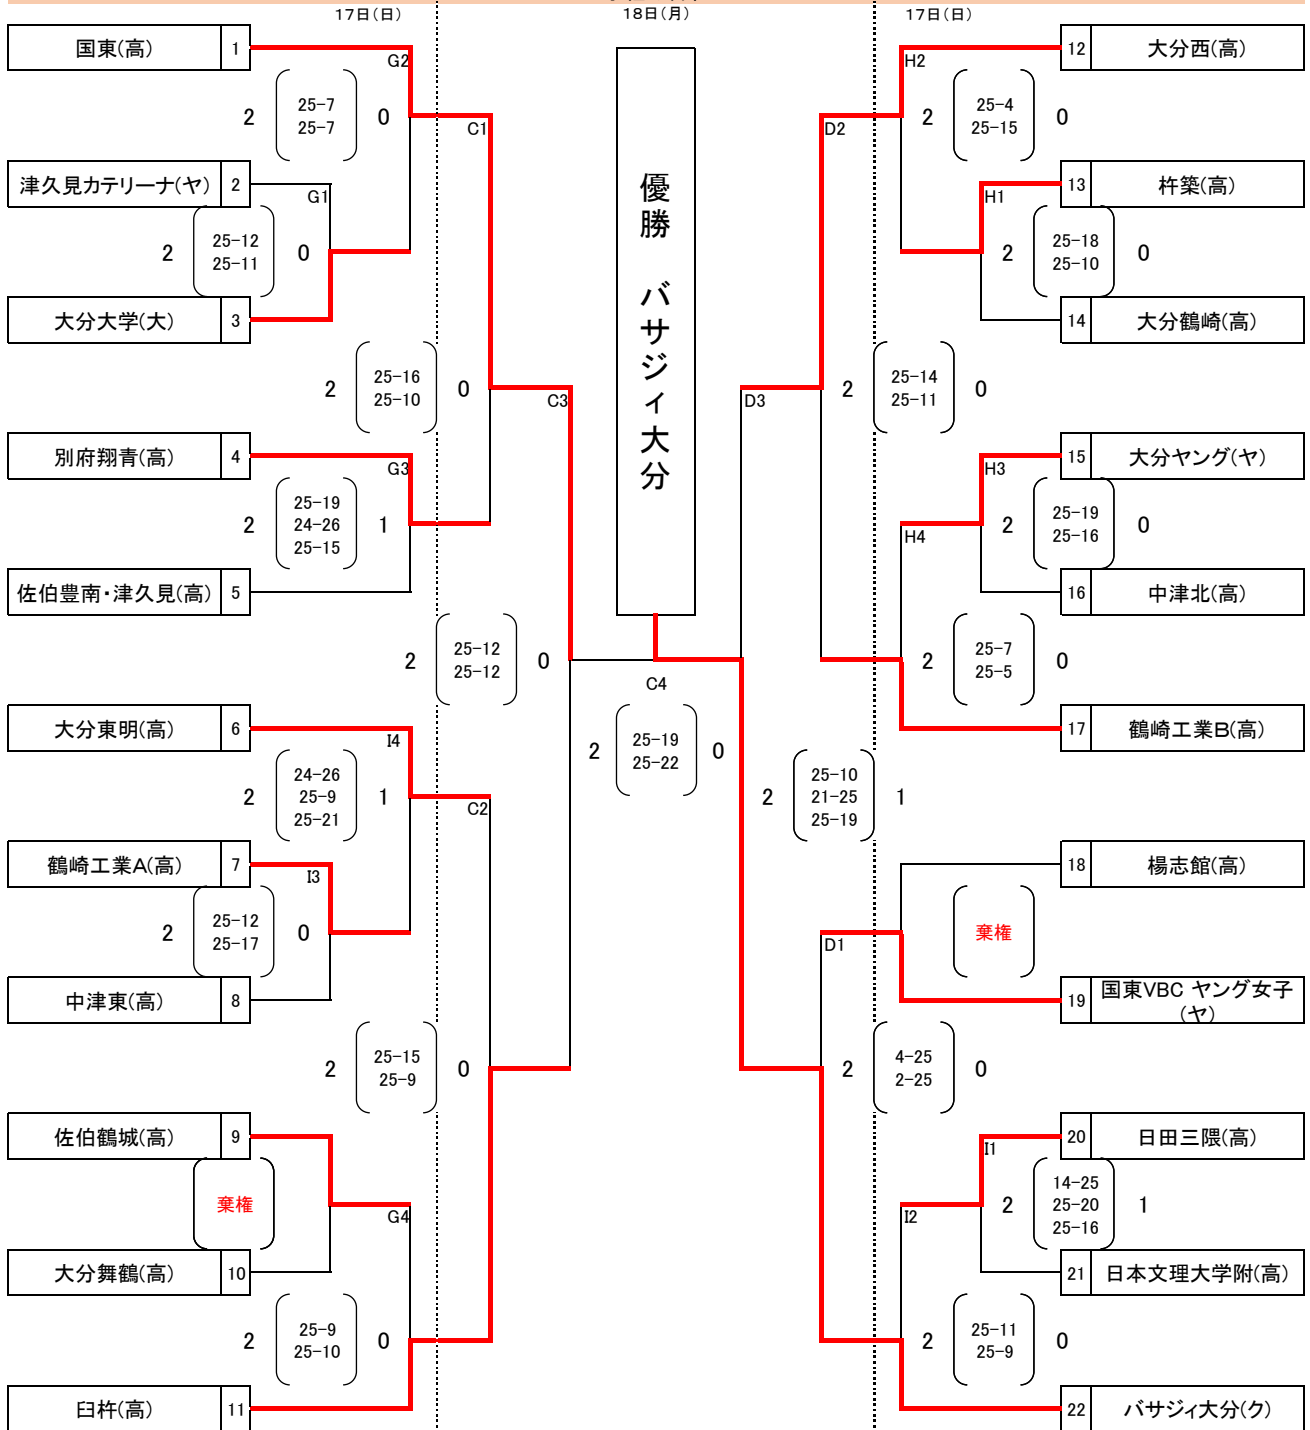 17日(日)
18日(月)
17日(日)
国東(高)
1
G2
2
25-7
25-7
0
C1
津久見カテリーナ(ヤ)
2
G1
2
25-12
25-11
0
大分大学(大)
3
2
25-16
25-10
0
C3
別府翔青(高)
4
G3
2
25-19
24-26
25-15
1
佐伯豊南・津久見(高)
5
2
25-12
25-12
0
大分東明(高)
6
I4
2
24-26
25-9
25-21
1
C2
鶴崎工業A(高)
7
I3
2
25-12
25-17
0
中津東(高)
8
2
25-15
25-9
0
佐伯鶴城(高)
9
棄権
G4
大分舞鶴(高)
10
2
25-9
25-10
0
臼杵(高)
11
優勝 バサジィ大分
C4
2
25-19
25-22
0
12
大分西(高)
H2
D2
2
25-4
25-15
0
13
杵築(高)
H1
2
25-18
25-10
0
14
大分鶴崎(高)
D3
2
25-14
25-11
0
15
大分ヤング(ヤ)
H3
2
25-19
25-16
0
H4
16
中津北(高)
2
25-7
25-5
0
17
鶴崎工業B(高)
2
25-10
21-25
25-19
1
18
楊志館(高)
棄権
D1
19
国東VBC ヤング女子
(ヤ)
2
4-25
2-25
0
20
日田三隈(高)
I1
2
14-25
25-20
25-16
1
I2
21
日本文理大学附(高)
2
25-11
25-9
0
22
バサジィ大分(ク)